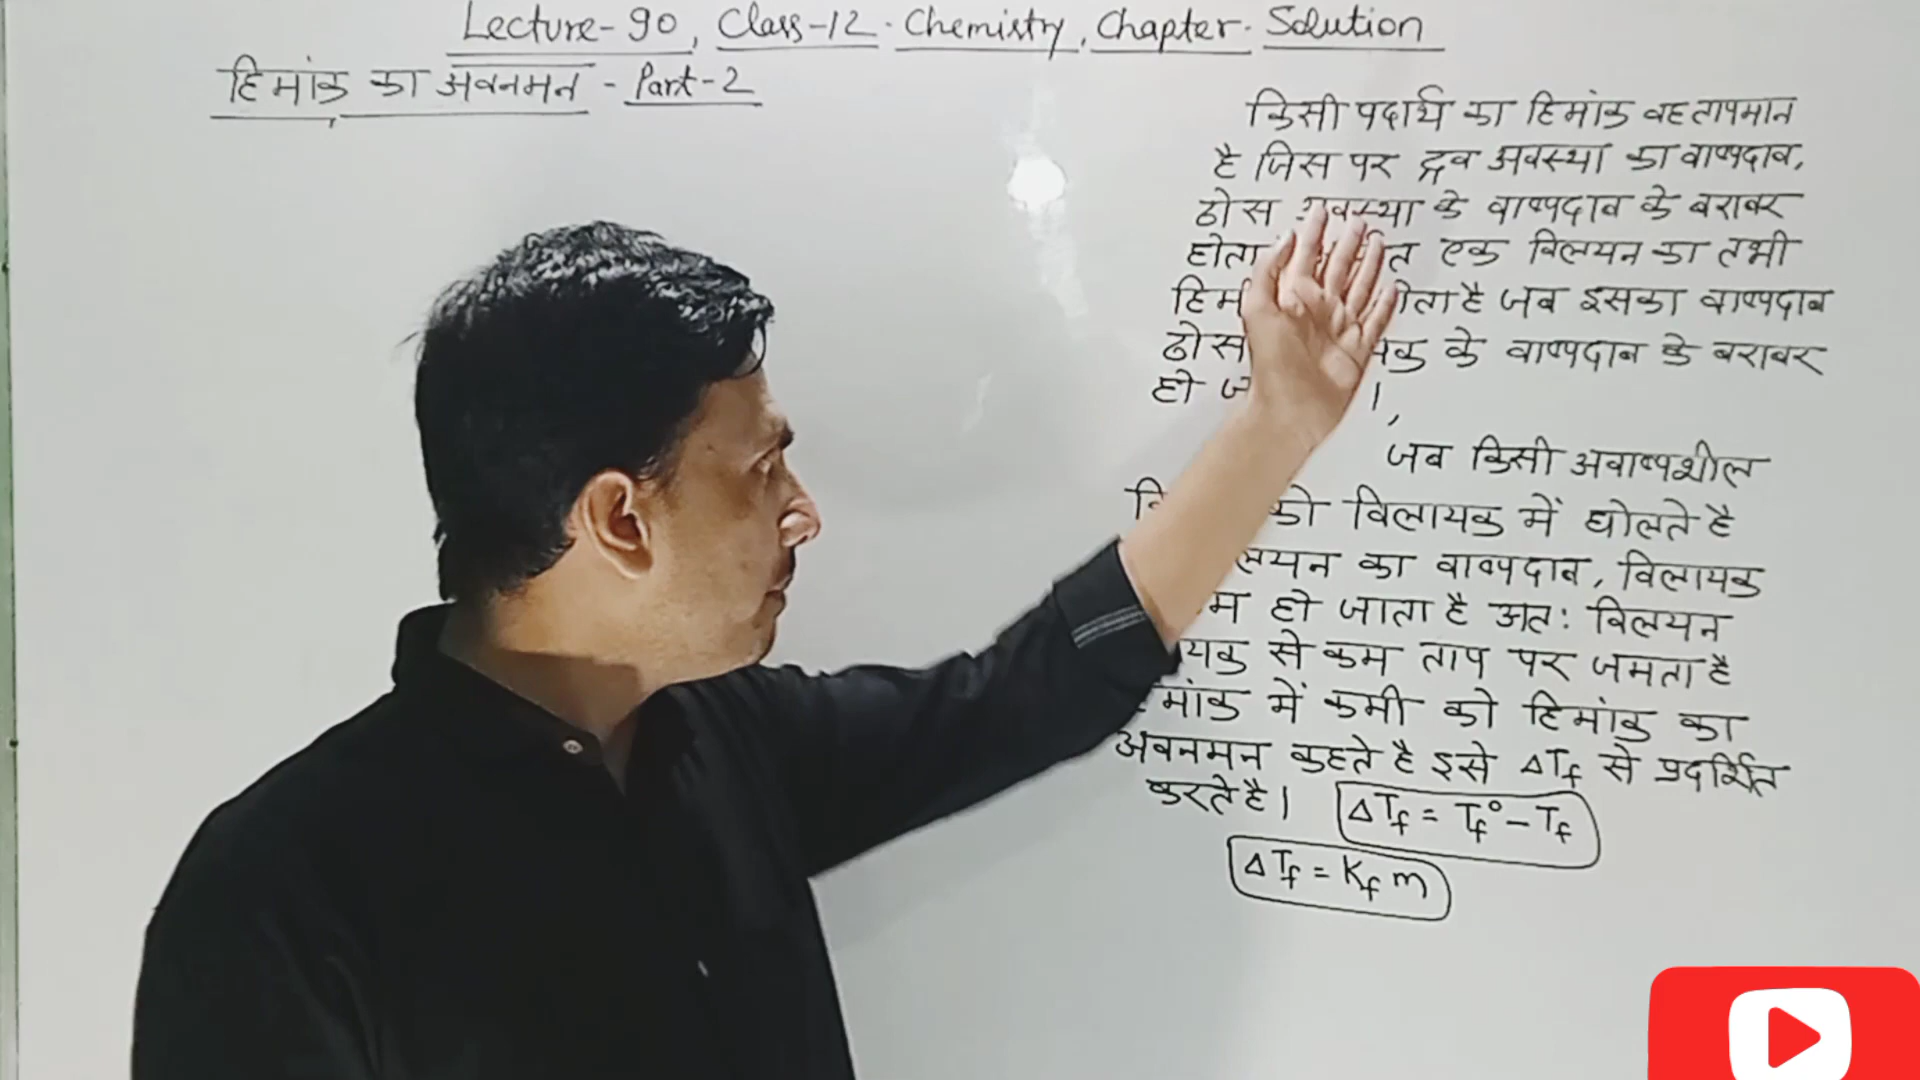 Lecture-90, Class-12. Chemistry, Chapter. Solution
हिमांक का अवनमन - Part-2
किसी पदार्थ का हिमांक वह तापमान
है जिस पर द्रव अवस्था का वाष्पदाब,
ठोस अवस्था के वाष्पदाब के बराबर
होता एक विलयन का तभी
है जब इसका वाष्पदाब
ठोस के वाष्पदाब के बराबर
हो ।
जब किसी अवाष्पशील
को विलायक में घोलते है
का वाष्पदाब, विलायक
हो जाता है अतः विलयन
से कम ताप पर जमता है
में कमी को हिमांक का
अवनमन कहते है इसे ΔTf से प्रदर्शित
करते है। ΔTf = Tf° - Tf
ΔTf = Kf m